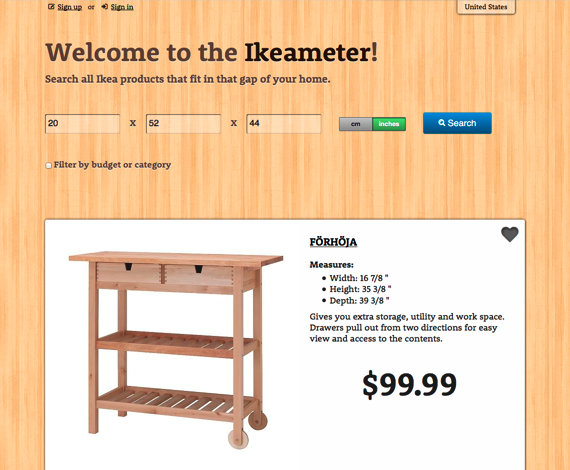 Sign up or Sign in
United States
Welcome to the Ikeameter!
Search all Ikea products that fit in that gap of your home.
20 x 52 x 44 cm inches Search
Filter by budget or category
FÖRHÖJA
Measures:
Width: 16 7/8 "
Height: 35 3/8 "
Depth: 39 3/8 "
Gives you extra storage, utility and work space.
Drawers pull out from two directions for easy
view and access to the contents.
$99.99